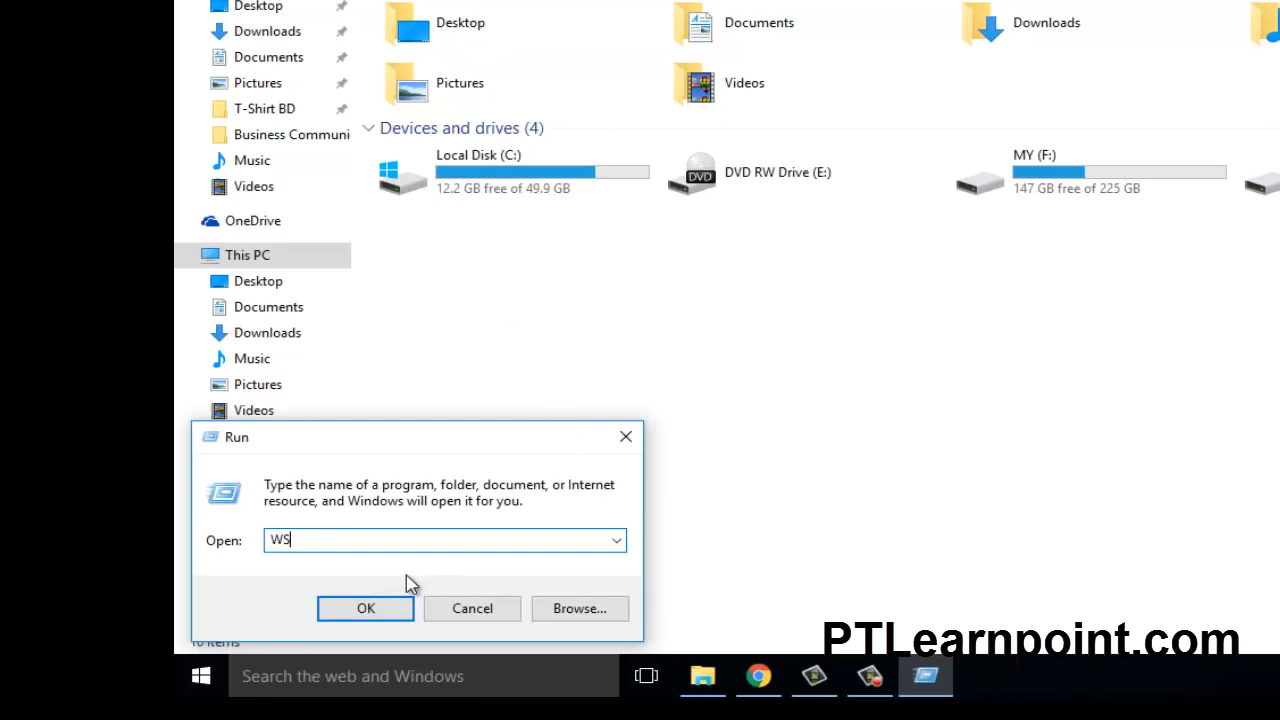 Desktop
Downloads
Documents
Pictures
T-Shirt BD
Business Communi
Music
Videos
OneDrive
This PC
Desktop
Documents
Downloads
Music
Pictures
Videos
Desktop
Documents
Downloads
Pictures
Videos
Devices and drives (4)
Local Disk (C:)
12.2 GB free of 49.9 GB
DVD
DVD RW Drive (E:)
MY (F:)
147 GB free of 225 GB
Run
Type the name of a program, folder, document, or Internet
resource, and Windows will open it for you.
Open:
WS
OK
Cancel
Browse...
PTLearnpoint.com
Search the web and Windows